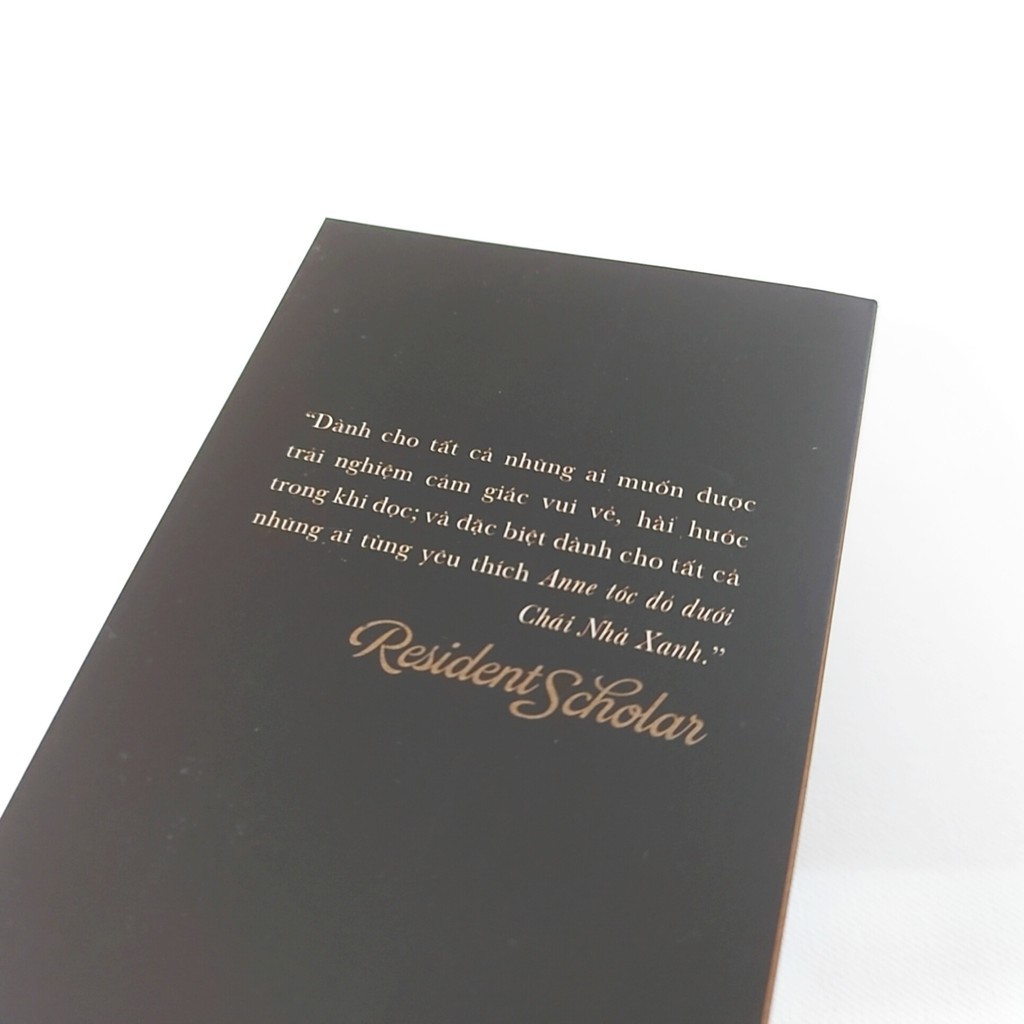 “Dành cho tất cả những ai muốn được
trải nghiệm cảm giác vui vẻ, hài hước
trong khi đọc; và đặc biệt dành cho tất cả
những ai từng yêu thích Anne tóc đỏ dưới
Chái Nhà Xanh.”
Resident Scholar